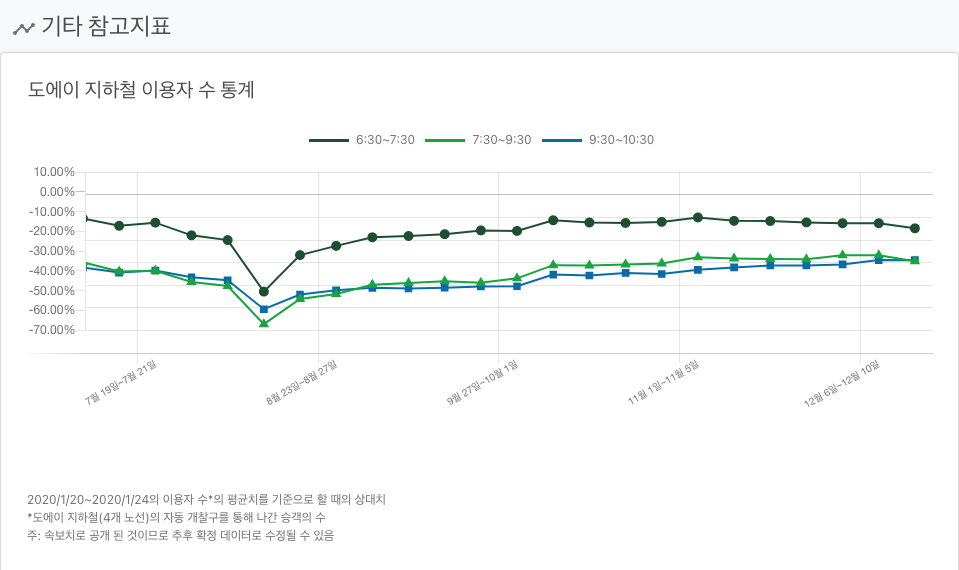 기타 참고지표
도에이 지하철 이용자 수 통계
6:30~7:30 7:30~9:30 9:30~10:30
10.00%
0.00%
-10.00%
-20.00%
-30.00%
-40.00%
-50.00%
-60.00%
-70.00%
7월 19일~7월 21일
8월 23일~8월 27일
9월 27일~10월 1일
11월 1일~11월 5일
12월 6일~12월 10일
2020/1/20~2020/1/24의 이용자 수*의 평균치를 기준으로 할 때의 상대치
*도에이 지하철(4개 노선)의 자동 개찰구를 통해 나간 승객의 수
주: 속보치로 공개 된 것이므로 추후 확정 데이터로 수정될 수 있음